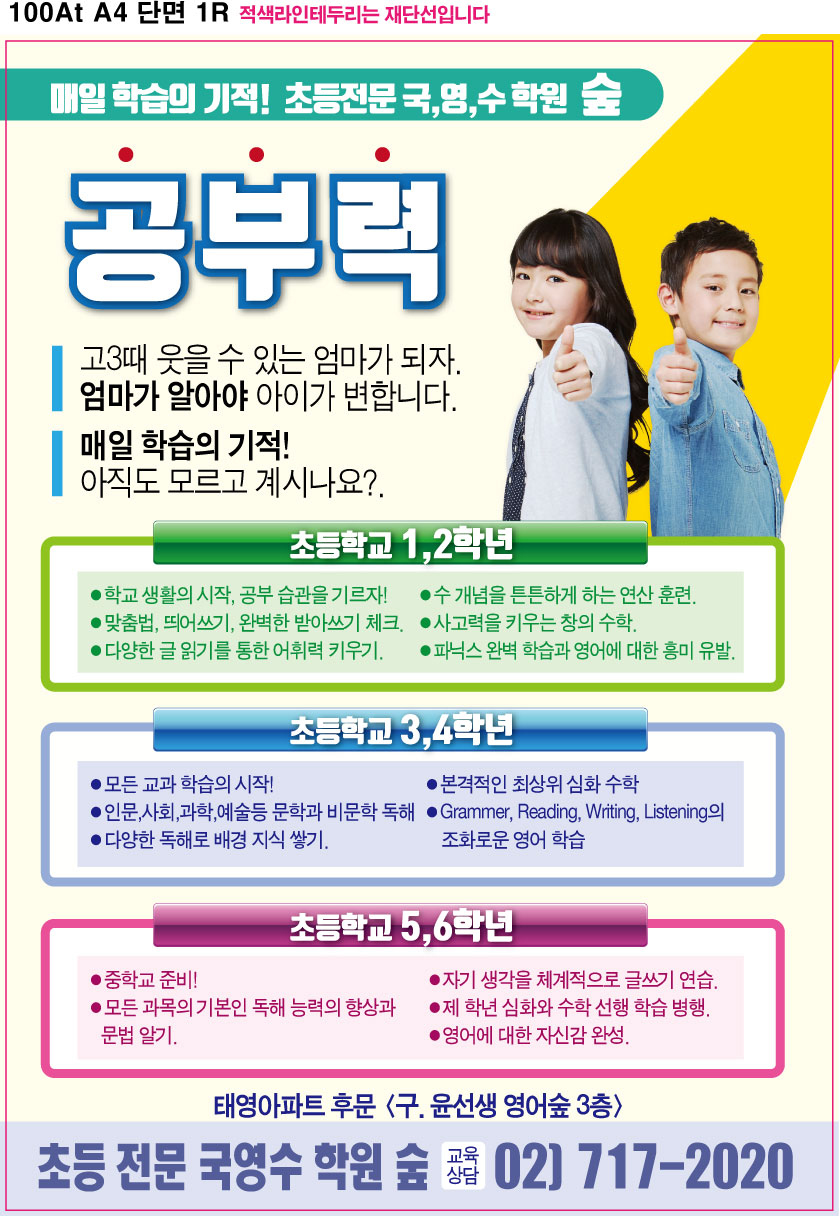 100At A4 단면 1R 적색라인테두리는 재단선입니다
매일 학습의 기적! 초등전문 국,영,수 학원 숲
공부력
고3때 웃을 수 있는 엄마가 되자.
엄마가 알아야 아이가 변합니다.
매일 학습의 기적!
아직도 모르고 계시나요?.
초등학교 1,2학년
●학교 생활의 시작, 공부 습관을 기르자!
●맞춤법, 띄어쓰기, 완벽한 받아쓰기 체크.
●다양한 글 읽기를 통한 어휘력 키우기.
●수 개념을 튼튼하게 하는 연산 훈련.
●사고력을 키우는 창의 수학.
●파닉스 완벽 학습과 영어에 대한 흥미 유발.
초등학교 3,4학년
●모든 교과 학습의 시작!
●인문,사회,과학,예술등 문학과 비문학 독해
●다양한 독해로 배경 지식 쌓기.
●본격적인 최상위 심화 수학
●Grammer, Reading, Writing, Listening의
조화로운 영어 학습
초등학교 5,6학년
●중학교 준비!
●모든 과목의 기본인 독해 능력의 향상과
문법 알기.
●자기 생각을 체계적으로 글쓰기 연습.
●제 학년 심화와 수학 선행 학습 병행.
●영어에 대한 자신감 완성.
태영아파트 후문 〈구. 윤선생 영어숲 3층〉
초등 전문 국영수 학원 숲 교육 상담 02) 717-2020